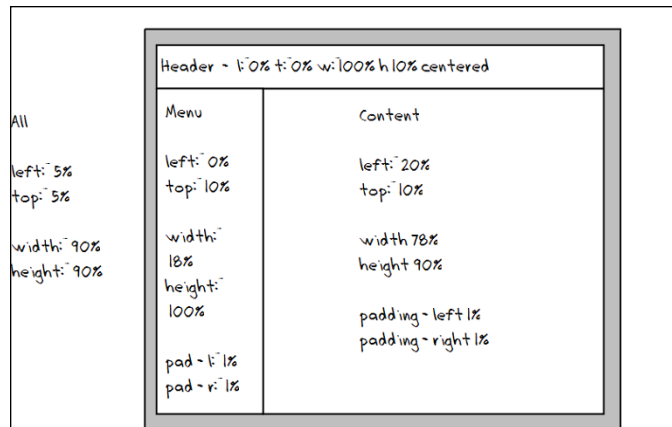 Header - l: 0% t: 0% w: 100% h 10% centered
All
left: 5%
top: 5%
width: 90%
height: 90%
Menu
left: 0%
top: 10%
width:
18%
height:
100%
pad - l: 1%
pad - r: 1%
Content
left: 20%
top: 10%
width 78%
height 90%
padding - left 1%
padding - right 1%